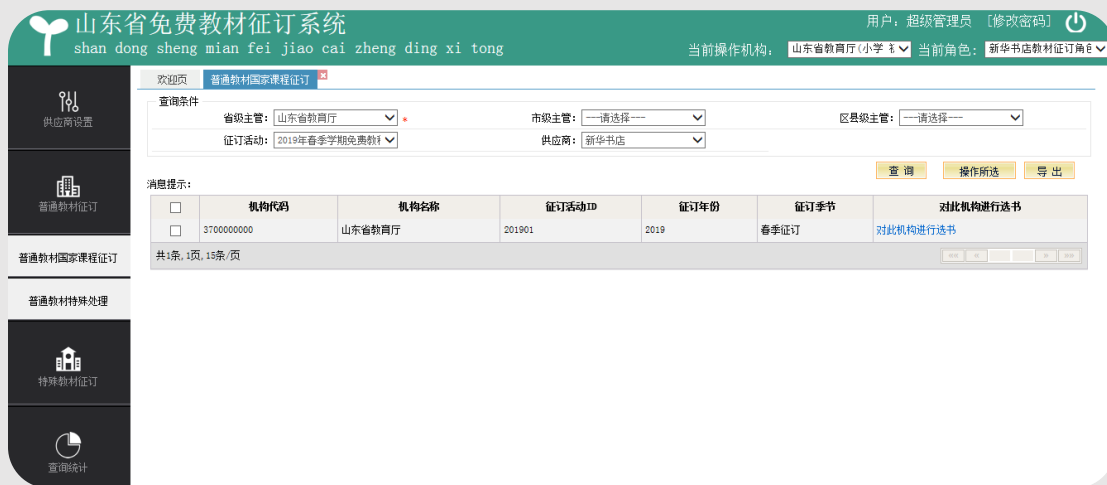 山东省免费教材征订系统
shan dong sheng mian fei jiao cai zheng ding xi tong
用户: 超级管理员 [修改密码]
当前操作机构: 山东省教育厅(小学 当前角色: 新华书店教材征订角色
供应商设置
普通教材征订
普通教材国家课程征订
普通教材特殊处理
特殊教材征订
查询统计
欢迎页 普通教材国家课程征订
查询条件
省级主管: 山东省教育厅 * 市级主管: ---请选择--- 区县级主管: ---请选择---
征订活动: 2019年春季学期免费教 供应商: 新华书店
查 询 操作所选 导 出
消息提示:
机构代码 机构名称 征订活动ID 征订年份 征订季节 对此机构进行选书
3700000000 山东省教育厅 201901 2019 春季征订 对此机构进行选书
共1条,1页,15条/页